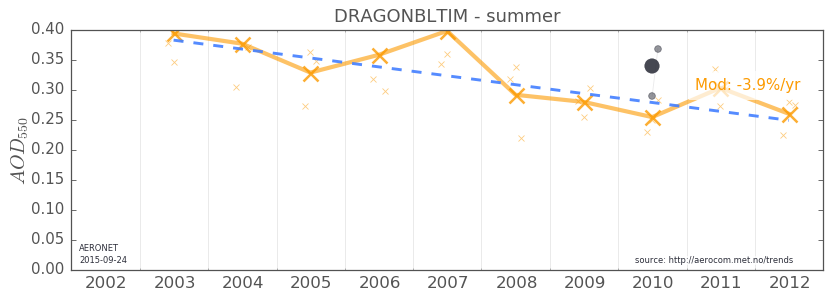 DRAGONBLTIM - summer
0.40
0.35
0.30
0.25
0.20
0.15
0.10
0.05
0.00
AOD550
Mod: -3.9%/yr
AERONET
2015-09-24
source: http://aerocom.met.no/trends
2002 2003 2004 2005 2006 2007 2008 2009 2010 2011 2012